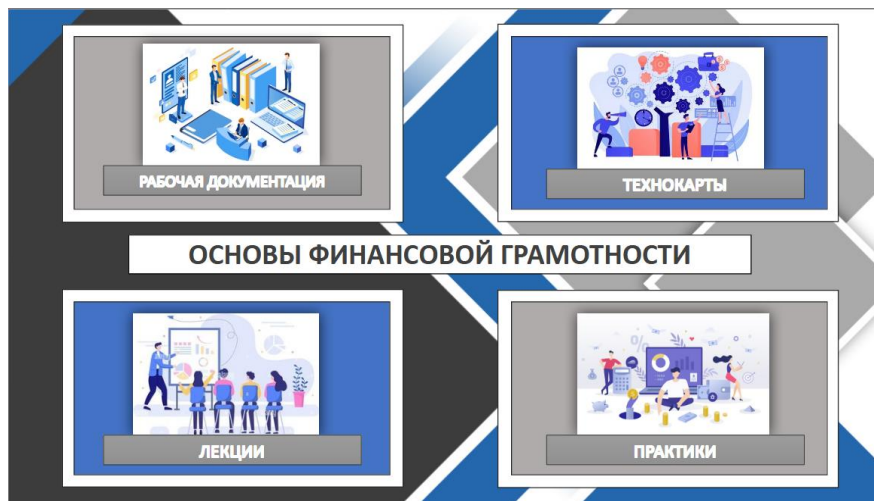 РАБОЧАЯ ДОКУМЕНТАЦИЯ
ТЕХНОКАРТЫ
ОСНОВЫ ФИНАНСОВОЙ ГРАМОТНОСТИ
ЛЕКЦИИ
ПРАКТИКИ